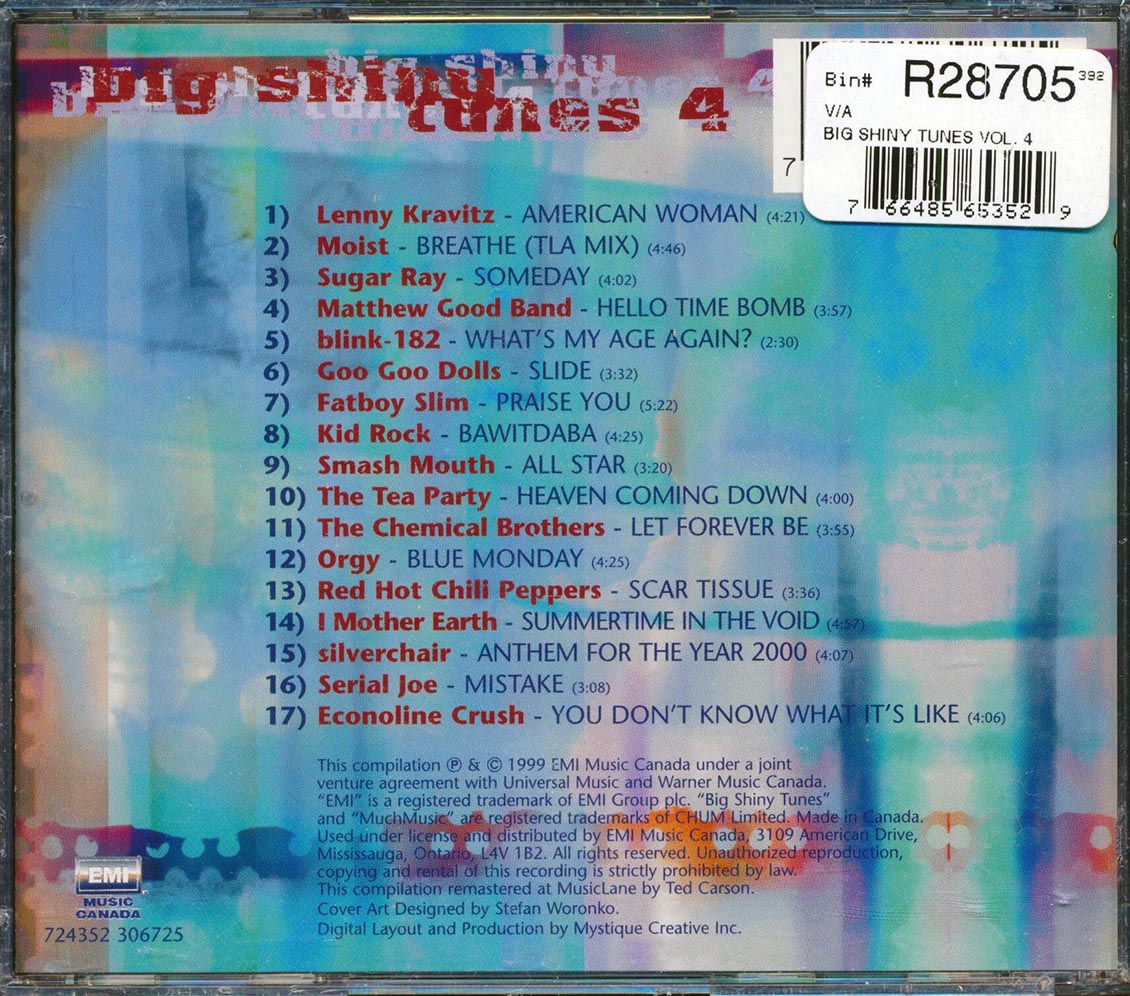 big shiny
tunes 4
Bin# R28705 392
V/A
BIG SHINY TUNES VOL. 4
7 66485 65352 9
7
1) Lenny Kravitz - AMERICAN WOMAN (4:21)
2) Moist - BREATHE (TLA MIX) (4:46)
3) Sugar Ray - SOMEDAY (4:02)
4) Matthew Good Band - HELLO TIME BOMB (3:57)
5) blink-182 - WHAT'S MY AGE AGAIN? (2:30)
6) Goo Goo Dolls - SLIDE (3:32)
7) Fatboy Slim - PRAISE YOU (5:22)
8) Kid Rock - BAWITDABA (4:25)
9) Smash Mouth - ALL STAR (3:20)
10) The Tea Party - HEAVEN COMING DOWN (4:00)
11) The Chemical Brothers - LET FOREVER BE (3:55)
12) Orgy - BLUE MONDAY (4:25)
13) Red Hot Chili Peppers - SCAR TISSUE (3:36)
14) I Mother Earth - SUMMERTIME IN THE VOID (4:57)
15) silverchair - ANTHEM FOR THE YEAR 2000 (4:07)
16) Serial Joe - MISTAKE (3:08)
17) Econoline Crush - YOU DON'T KNOW WHAT IT'S LIKE (4:06)
This compilation ℗ & © 1999 EMI Music Canada under a joint
venture agreement with Universal Music and Warner Music Canada.
"EMI" is a registered trademark of EMI Group plc. "Big Shiny Tunes"
and "MuchMusic" are registered trademarks of CHUM Limited. Made in Canada.
Used under license and distributed by EMI Music Canada, 3109 American Drive,
Mississauga, Ontario, L4V 1B2. All rights reserved. Unauthorized reproduction,
copying and rental of this recording is strictly prohibited by law.
This compilation remastered at MusicLane by Ted Carson.
Cover Art Designed by Stefan Woronko.
Digital Layout and Production by Mystique Creative Inc.
EMI
MUSIC
CANADA
724352 306725